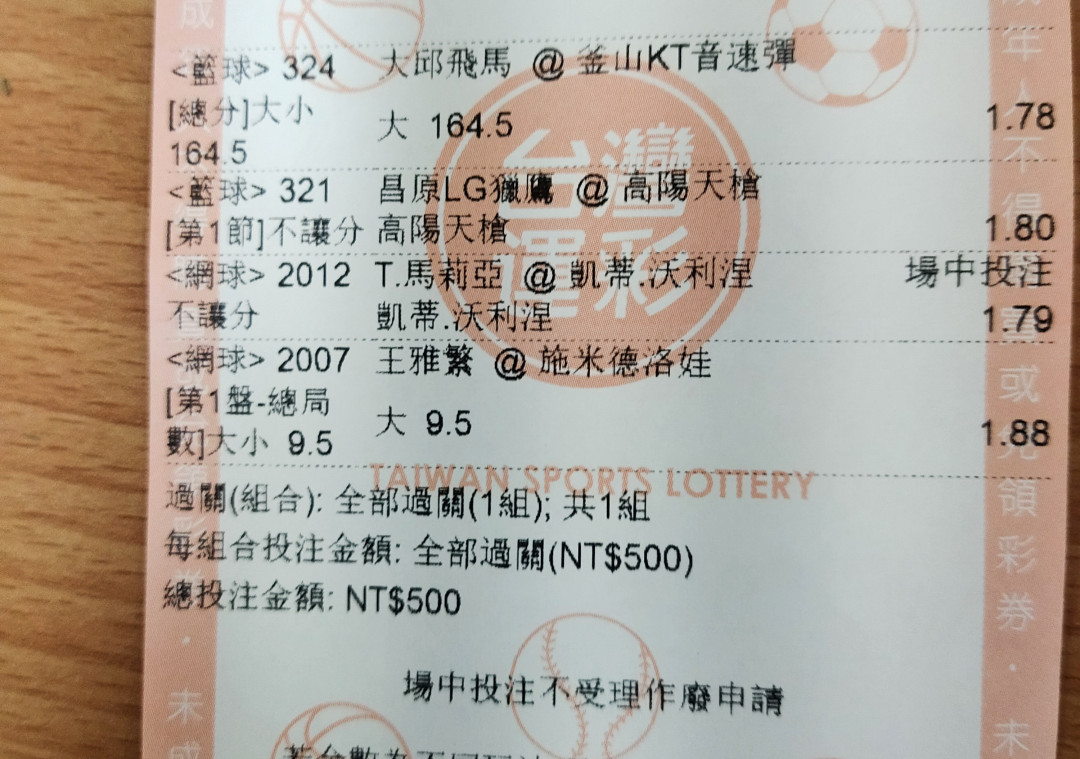 <籃球> 324 大邱飛馬 @ 釜山KT音速彈
[總分]大小 大 164.5 1.78
164.5
<籃球> 321 昌原LG獵鷹 @ 高陽天槍
[第1節]不讓分 高陽天槍 1.80
<網球> 2012 T.馬莉亞 @ 凱蒂.沃利涅 場中投注
不讓分 凱蒂.沃利涅 1.79
<網球> 2007 王雅繁 @ 施米德洛娃
[第1盤-總局
數]大小 9.5 大 9.5 1.88
台灣
運彩
TAIWAN SPORTS LOTTERY
過關(組合): 全部過關(1組); 共1組
每組合投注金額: 全部過關(NT$500)
總投注金額: NT$500
場中投注不受理作廢申請